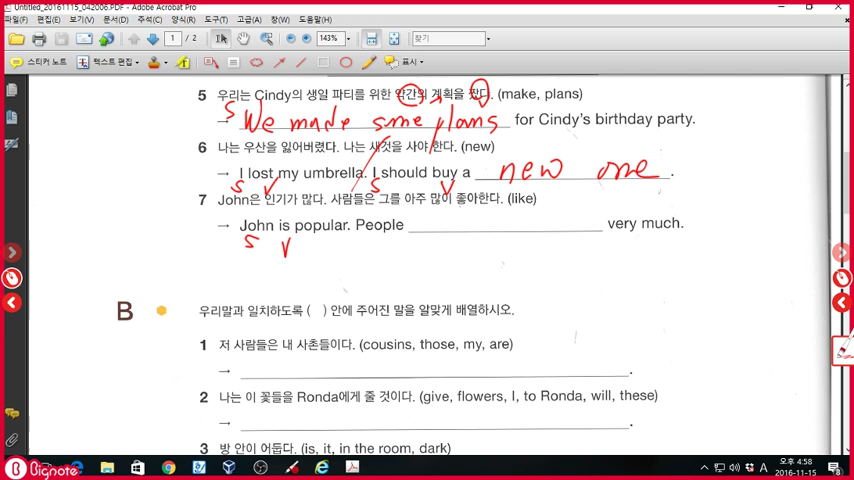 Untitled_20161115_042006.PDF - Adobe Acrobat Pro
파일(F) 편집(E) 보기(V) 문서(D) 주석(C) 양식(R) 도구(T) 고급(A) 창(W) 도움말(H)
1 / 2 143% 찾기
스티커 노트 텍스트 편집 표시
5 우리는 Cindy의 생일 파티를 위한 약간의 계획을 짰다. (make, plans)
S
→ We made some plans for Cindy's birthday party.
6 나는 우산을 잃어버렸다. 나는 새것을 사야 한다. (new)
→ I lost my umbrella. I should buy a new one .
S V S V
7 John은 인기가 많다. 사람들은 그를 아주 많이 좋아한다. (like)
→ John is popular. People very much.
S V
B 우리말과 일치하도록 ( ) 안에 주어진 말을 알맞게 배열하시오.
1 저 사람들은 내 사촌들이다. (cousins, those, my, are)
→ .
2 나는 이 꽃들을 Ronda에게 줄 것이다. (give, flowers, I, to Ronda, will, these)
→ .
3 방 안이 어둡다. (is, it, in the room, dark)
Bignote
A 오후 4:58
2016-11-15